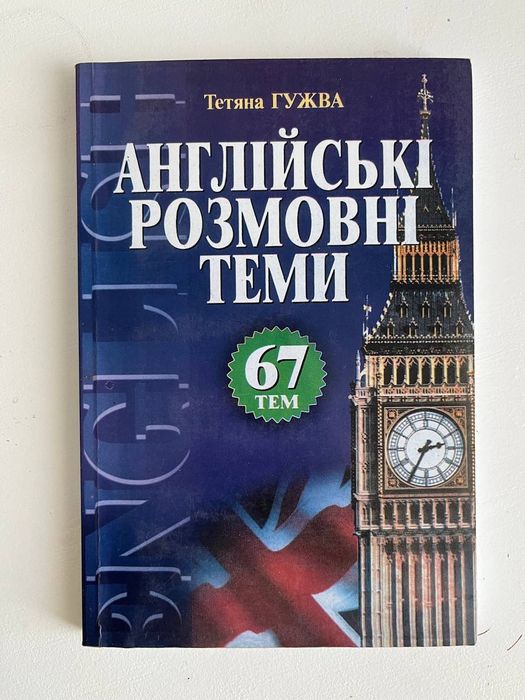 Тетяна ГУЖВА
АНГЛІЙСЬКІ
РОЗМОВНІ
ТЕМИ
67
ТЕМ
ENGLISH